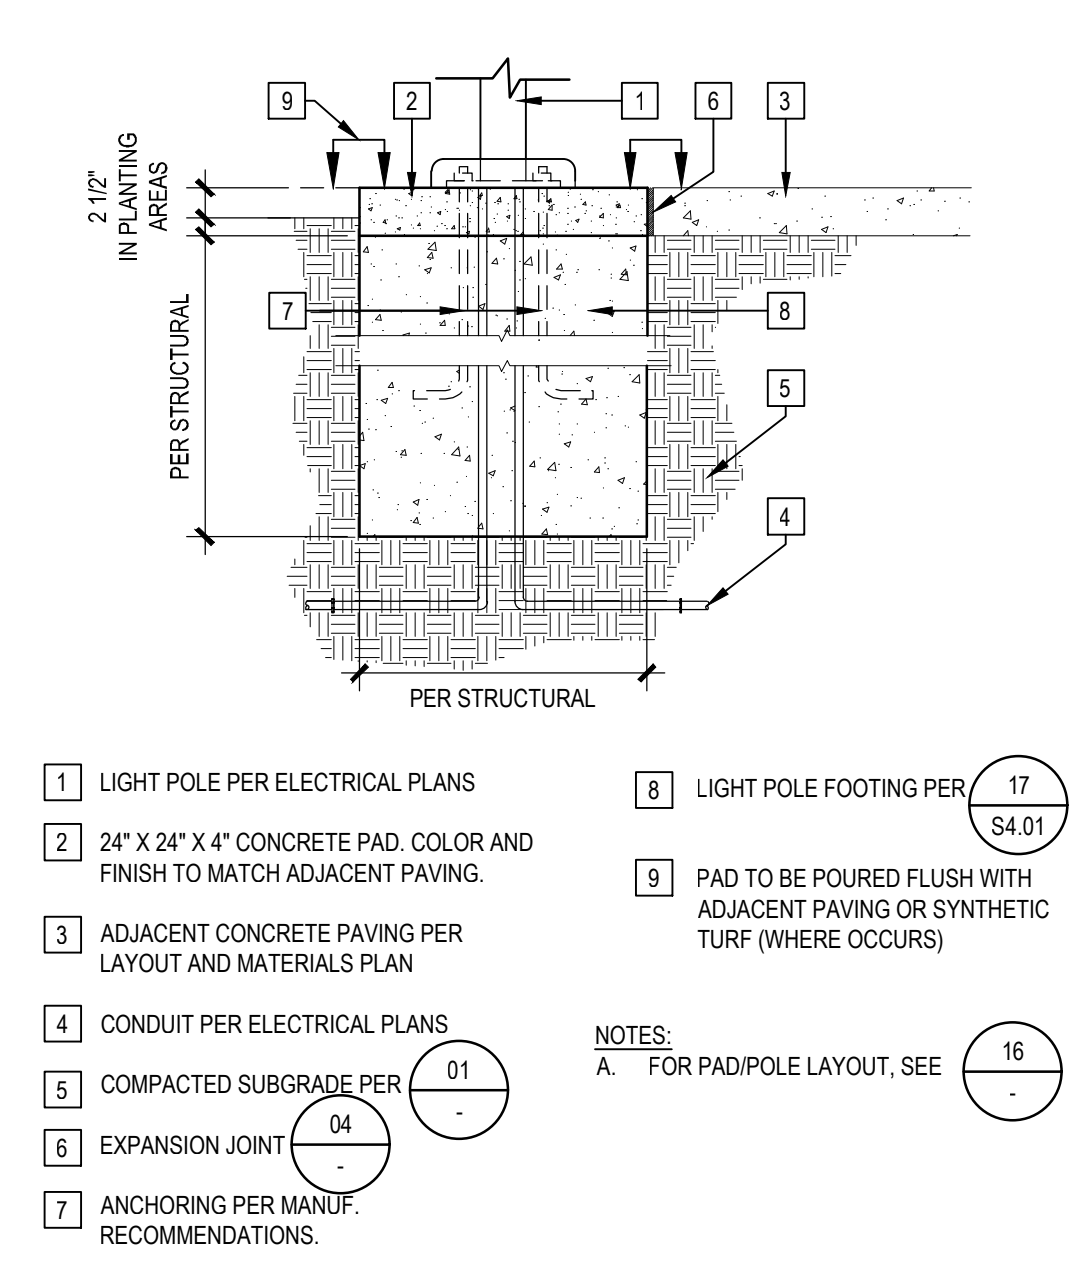 9
2
1
6
3
2 1/2"
IN PLANTING
AREAS
7
8
PER STRUCTURAL
5
4
PER STRUCTURAL
1 LIGHT POLE PER ELECTRICAL PLANS
2 24" X 24" X 4" CONCRETE PAD. COLOR AND
FINISH TO MATCH ADJACENT PAVING.
3 ADJACENT CONCRETE PAVING PER
LAYOUT AND MATERIALS PLAN
4 CONDUIT PER ELECTRICAL PLANS
5 COMPACTED SUBGRADE PER 01
-
6 EXPANSION JOINT 04
-
7 ANCHORING PER MANUF.
RECOMMENDATIONS.
8 LIGHT POLE FOOTING PER 17
S4.01
9 PAD TO BE POURED FLUSH WITH
ADJACENT PAVING OR SYNTHETIC
TURF (WHERE OCCURS)
NOTES:
A. FOR PAD/POLE LAYOUT, SEE 16
-